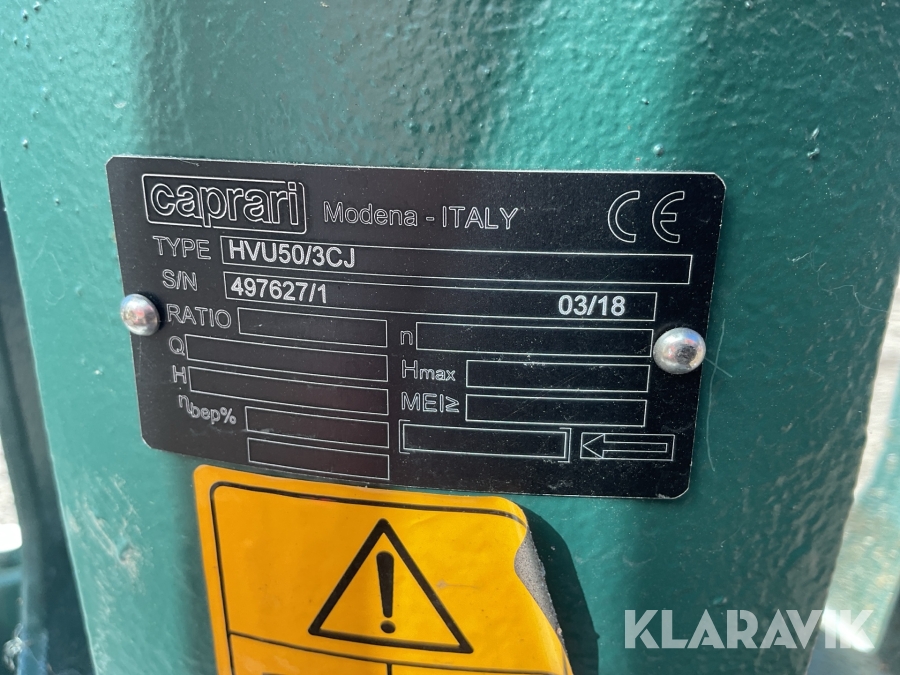 caprari Modena - ITALY CE
TYPE HVU50/3CJ
S/N 497627/1 03/18
RATIO n
Q Hmax
H MEI≥
ηbep%
!
KLARAVIK